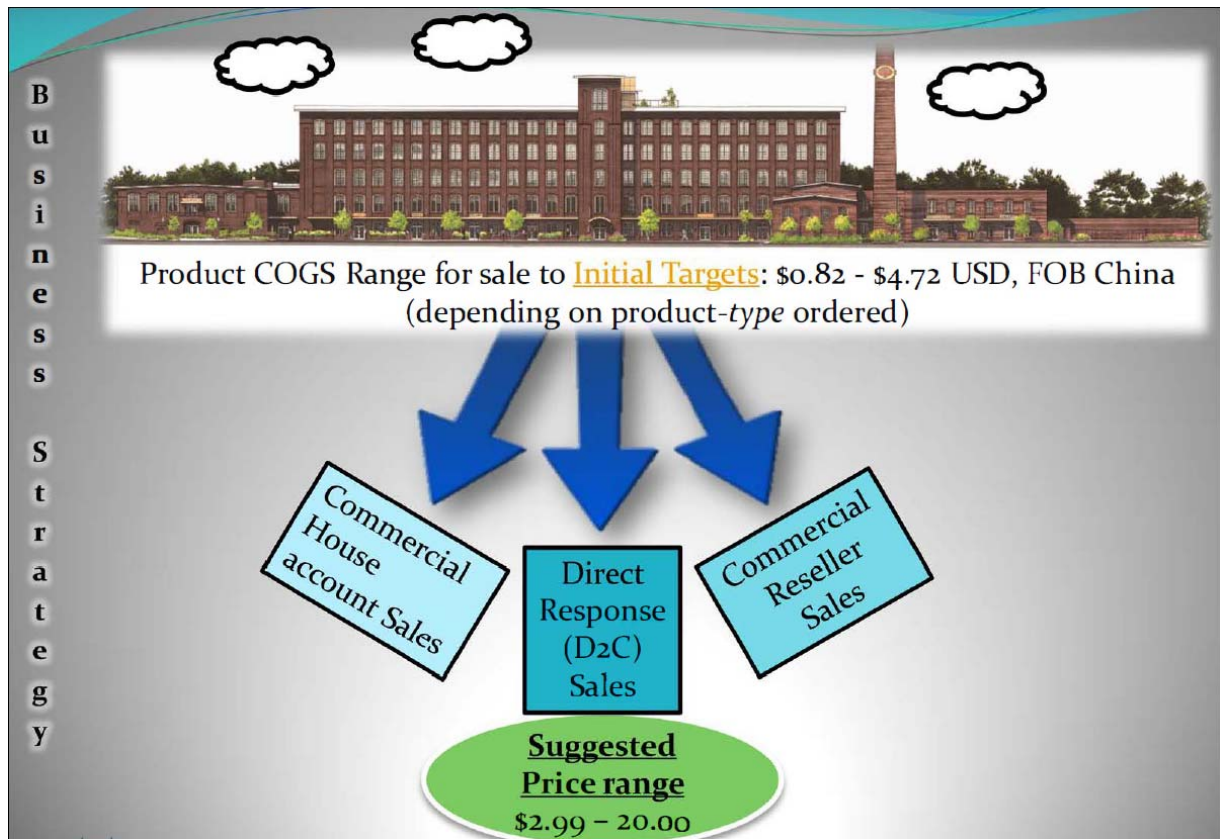 Business Strategy
Product COGS Range for sale to Initial Targets: $0.82 - $4.72 USD, FOB China
(depending on product-type ordered)
Commercial
House
account Sales
Direct
Response
(D2C)
Sales
Commercial
Reseller
Sales
Suggested
Price range
$2.99 – 20.00